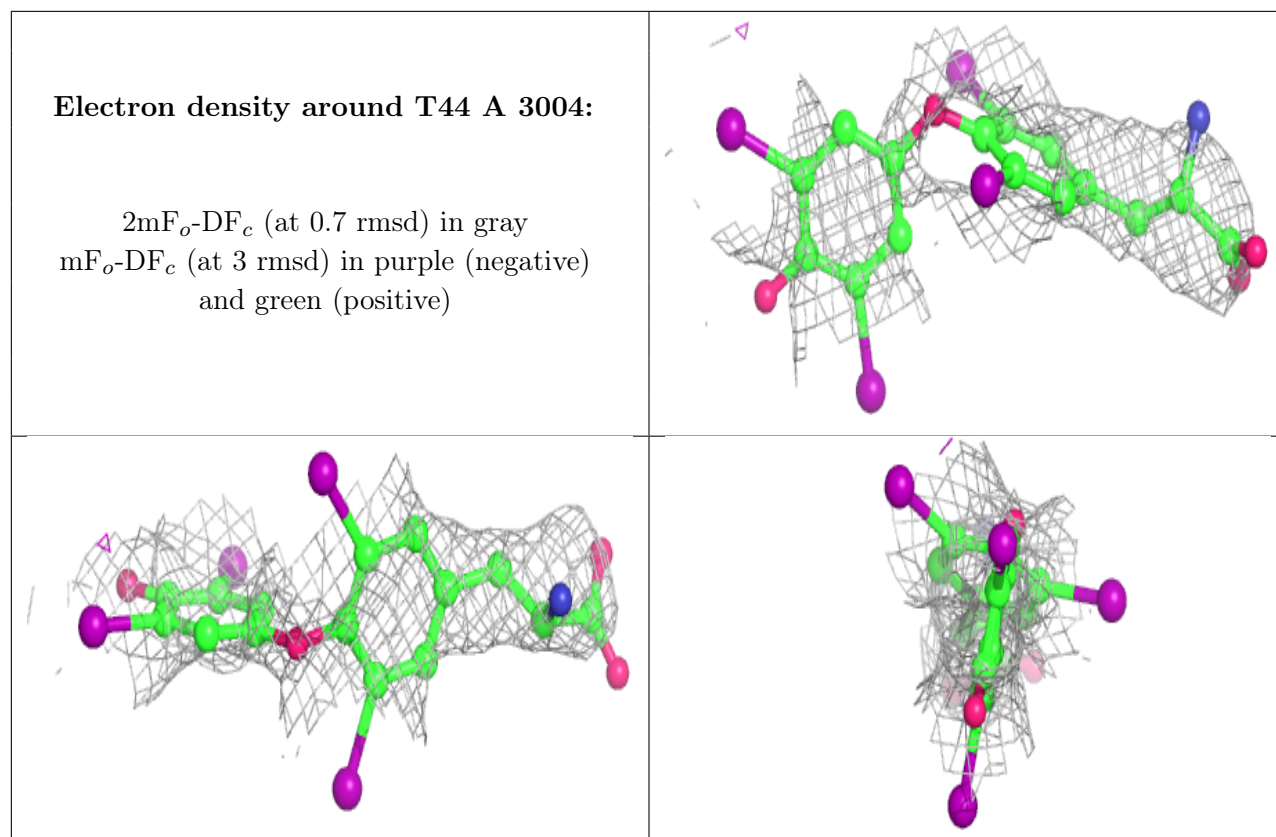 Electron density around T44 A 3004:
2mFo-DFc (at 0.7 rmsd) in gray
mFo-DFc (at 3 rmsd) in purple (negative)
and green (positive)